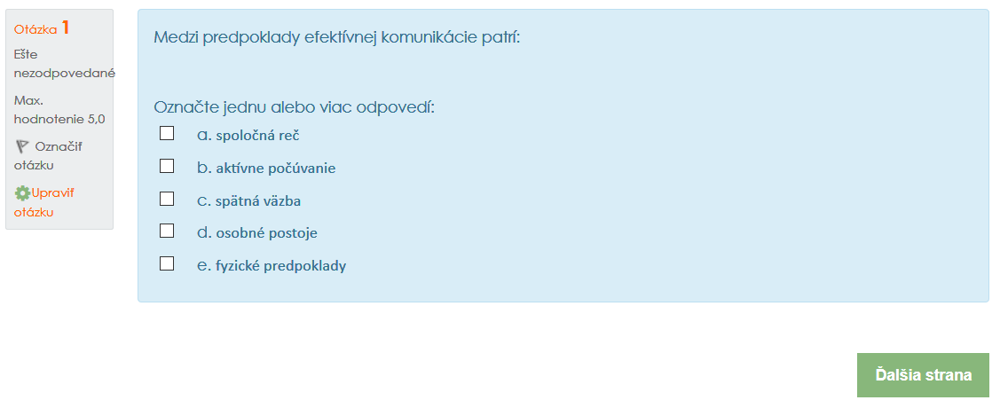 Otázka 1
Ešte
nezodpovedané
Max.
hodnotenie 5,0
Označiť
otázku
Upraviť
otázku
Medzi predpoklady efektívnej komunikácie patrí:
Označte jednu alebo viac odpovedí:
a. spoločná reč
b. aktívne počúvanie
c. spätná väzba
d. osobné postoje
e. fyzické predpoklady
Ďalšia strana